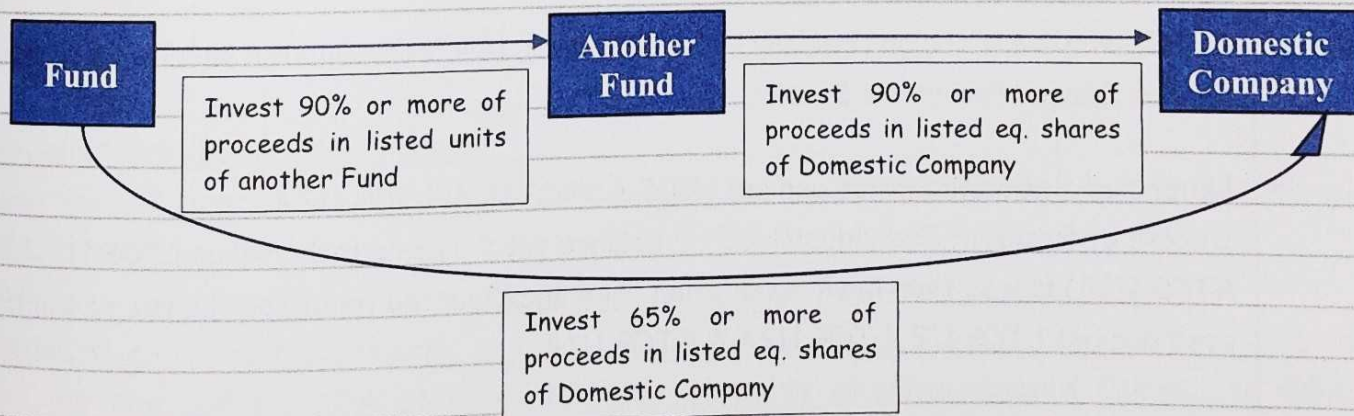 Fund
Another
Fund
Domestic
Company
Invest 90% or more of
proceeds in listed units
of another Fund
Invest 90% or more of
proceeds in listed eq. shares
of Domestic Company
Invest 65% or more of
proceeds in listed eq. shares
of Domestic Company